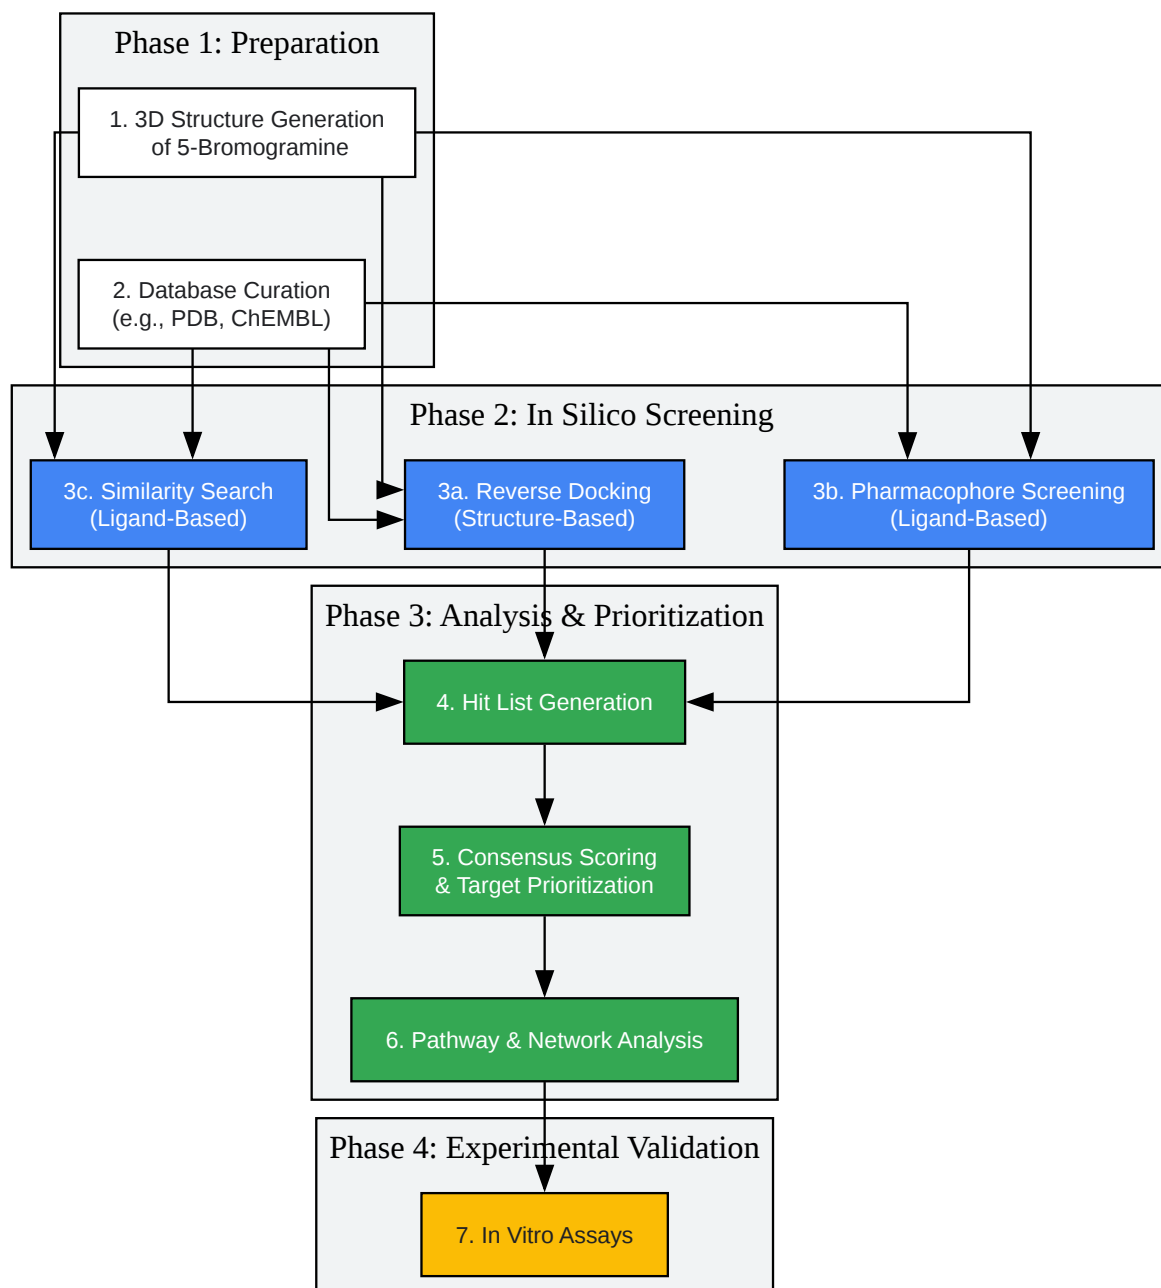 Phase 1: Preparation
1. 3D Structure Generation
of 5-Bromogramine
2. Database Curation
(e.g., PDB, ChEMBL)
Phase 2: In Silico Screening
3c. Similarity Search
(Ligand-Based)
3a. Reverse Docking
(Structure-Based)
3b. Pharmacophore Screening
(Ligand-Based)
Phase 3: Analysis & Prioritization
4. Hit List Generation
5. Consensus Scoring
& Target Prioritization
6. Pathway & Network Analysis
Phase 4: Experimental Validation
7. In Vitro Assays